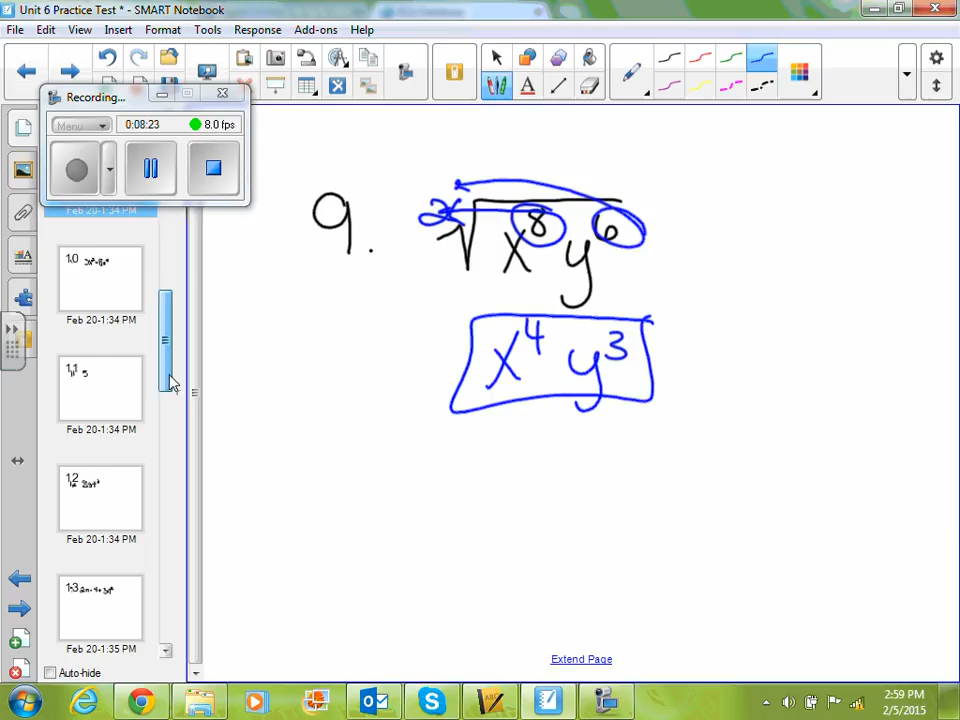 Unit 6 Practice Test * - SMART Notebook
File Edit View Insert Format Tools Response Add-ons Help
Recording...
Menu 0:08:23 8.0 fps
Feb 20-1:34 PM
Feb 20-1:34 PM
11 5
Feb 20-1:34 PM
12
Feb 20-1:34 PM
13
Feb 20-1:35 PM
Auto-hide
9. 2√x⁸y⁶
x⁴ y³
Extend Page
2:59 PM
2/5/2015